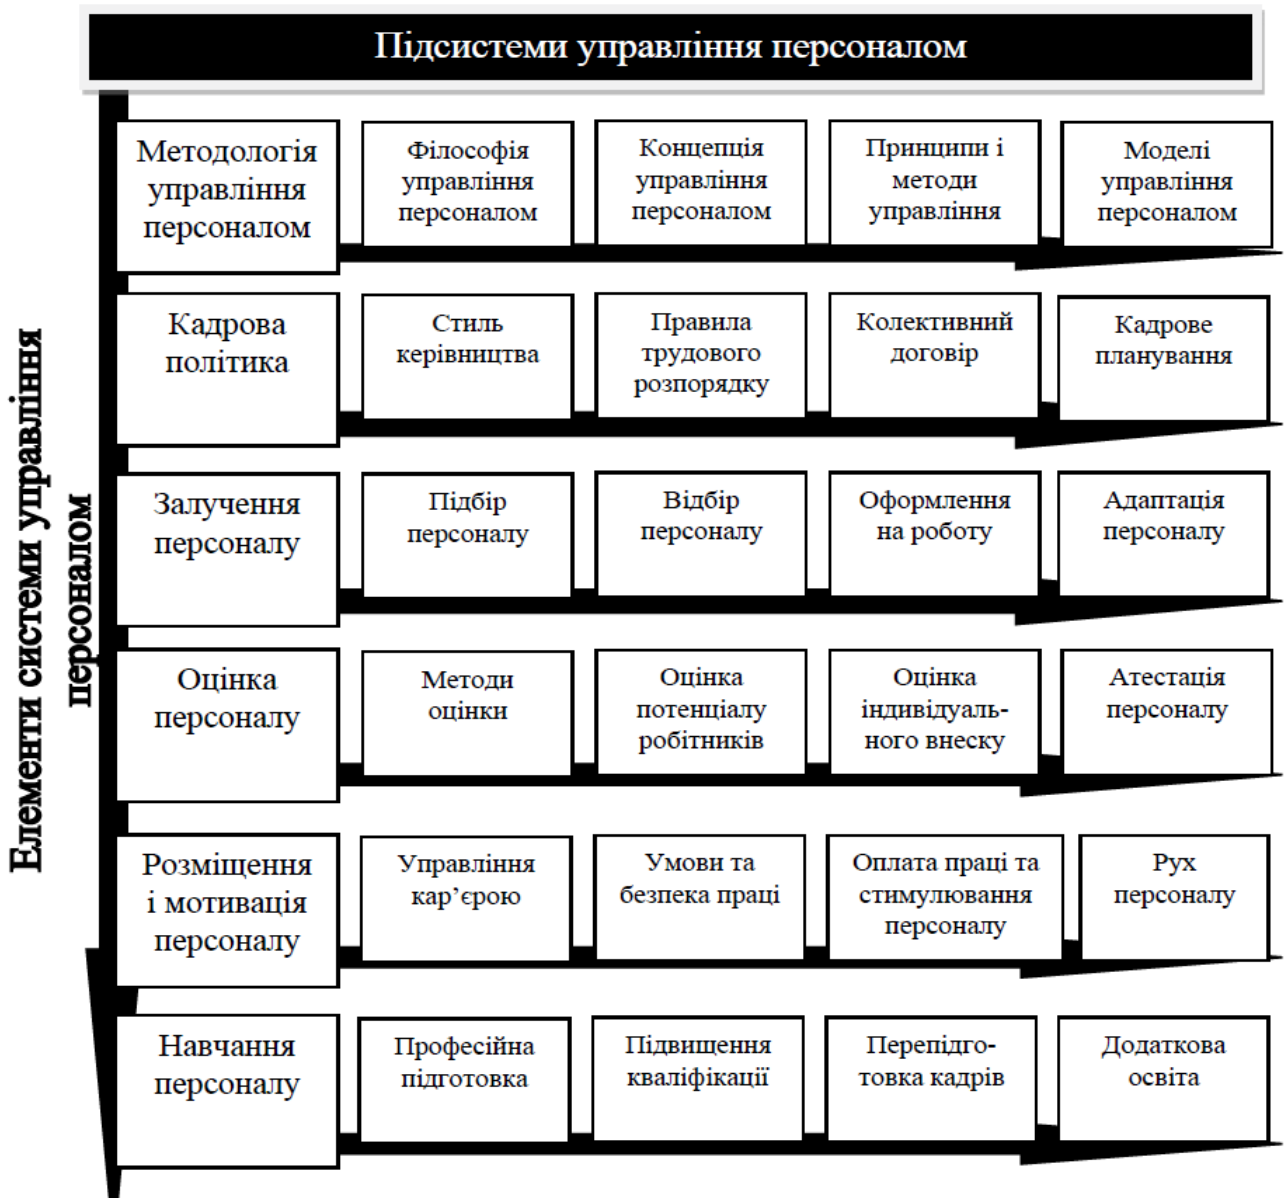 Підсистеми управління персоналом
Елементи системи управління
персоналом
Методологія
управління
персоналом
Філософія
управління
персоналом
Концепція
управління
персоналом
Принципи і
методи
управління
Моделі
управління
персоналом
Кадрова
політика
Стиль
керівництва
Правила
трудового
розпорядку
Колективний
договір
Кадрове
планування
Залучення
персоналу
Підбір
персоналу
Відбір
персоналу
Оформлення
на роботу
Адаптація
персоналу
Оцінка
персоналу
Методи
оцінки
Оцінка
потенціалу
робітників
Оцінка
індивідуаль-
ного внеску
Атестація
персоналу
Розміщення
і мотивація
персоналу
Управління
кар’єрою
Умови та
безпека праці
Оплата праці та
стимулювання
персоналу
Рух
персоналу
Навчання
персоналу
Професійна
підготовка
Підвищення
кваліфікації
Перепідго-
товка кадрів
Додаткова
освіта